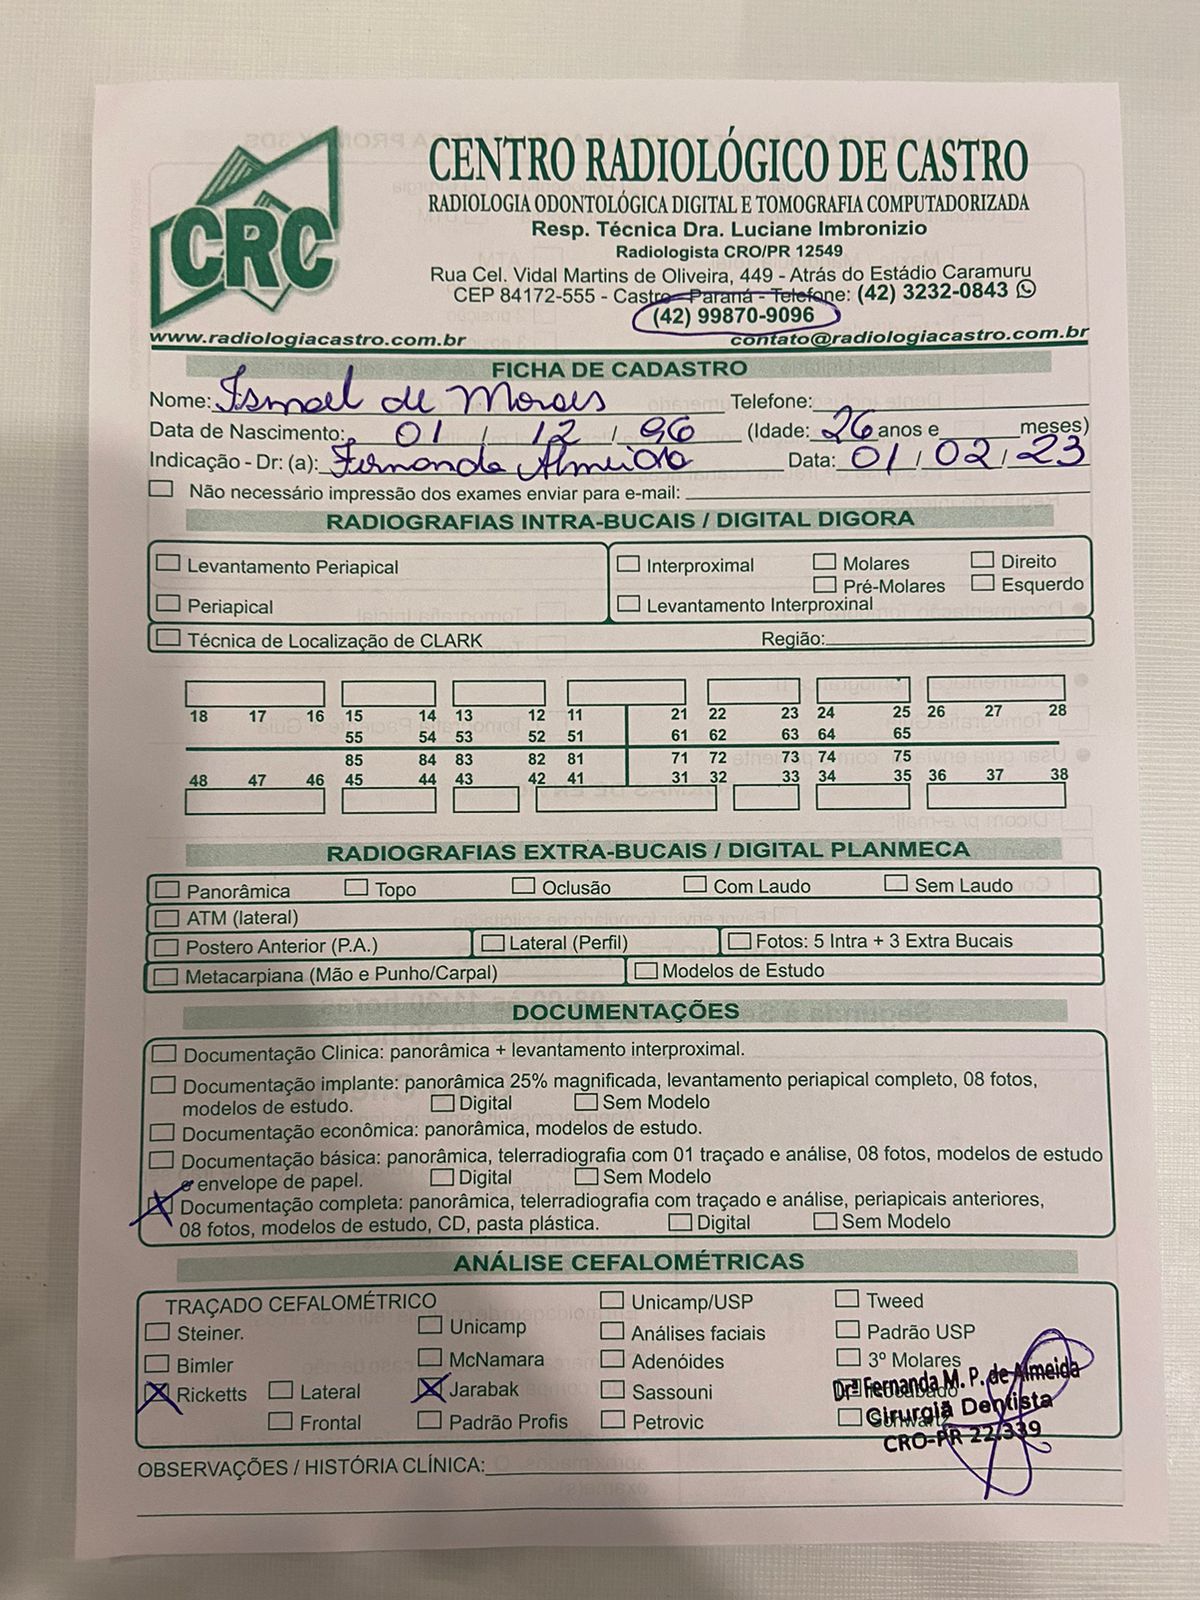 CRC
CENTRO RADIOLÓGICO DE CASTRO
RADIOLOGIA ODONTOLÓGICA DIGITAL E TOMOGRAFIA COMPUTADORIZADA
Resp. Técnica Dra. Luciane Imbronizio
Radiologista CRO/PR 12549
Rua Cel. Vidal Martins de Oliveira, 449 - Atrás do Estádio Caramuru
CEP 84172-555 - Castro - Paraná - Telefone: (42) 3232-0843
(42) 99870-9096
www.radiologiacastro.com.br contato@radiologiacastro.com.br
FICHA DE CADASTRO
Nome: Ismael de Moraes Telefone:
Data de Nascimento: 01 / 12 / 96 (Idade: 26 anos e meses)
Indicação - Dr: (a): Fernanda Almeida Data: 01 / 02 / 23
Não necessário impressão dos exames enviar para e-mail:
RADIOGRAFIAS INTRA-BUCAIS / DIGITAL DIGORA
Levantamento Periapical Interproximal Molares Direito
Pré-Molares Esquerdo
Periapical Levantamento Interproxinal
Técnica de Localização de CLARK Região:
18 17 16 15 14 13 12 11 21 22 23 24 25 26 27 28
55 54 53 52 51 61 62 63 64 65
85 84 83 82 81 71 72 73 74 75
48 47 46 45 44 43 42 41 31 32 33 34 35 36 37 38
RADIOGRAFIAS EXTRA-BUCAIS / DIGITAL PLANMECA
Panorâmica Topo Oclusão Com Laudo Sem Laudo
ATM (lateral)
Postero Anterior (P.A.) Lateral (Perfil) Fotos: 5 Intra + 3 Extra Bucais
Metacarpiana (Mão e Punho/Carpal) Modelos de Estudo
DOCUMENTAÇÕES
Documentação Clinica: panorâmica + levantamento interproximal.
Documentação implante: panorâmica 25% magnificada, levantamento periapical completo, 08 fotos,
modelos de estudo. Digital Sem Modelo
Documentação econômica: panorâmica, modelos de estudo.
Documentação básica: panorâmica, telerradiografia com 01 traçado e análise, 08 fotos, modelos de estudo
e envelope de papel. Digital Sem Modelo
Documentação completa: panorâmica, telerradiografia com traçado e análise, periapicais anteriores,
08 fotos, modelos de estudo, CD, pasta plástica. Digital Sem Modelo
ANÁLISE CEFALOMÉTRICAS
TRAÇADO CEFALOMÉTRICO Unicamp/USP Tweed
Steiner. Unicamp Análises faciais Padrão USP
Bimler McNamara Adenóides 3º Molares
Ricketts Lateral Jarabak Sassouni
Frontal Padrão Profis Petrovic
Drª Fernanda M. P. de Almeida
Cirurgiã Dentista
CRO-PR 22.339
OBSERVAÇÕES / HISTÓRIA CLÍNICA: